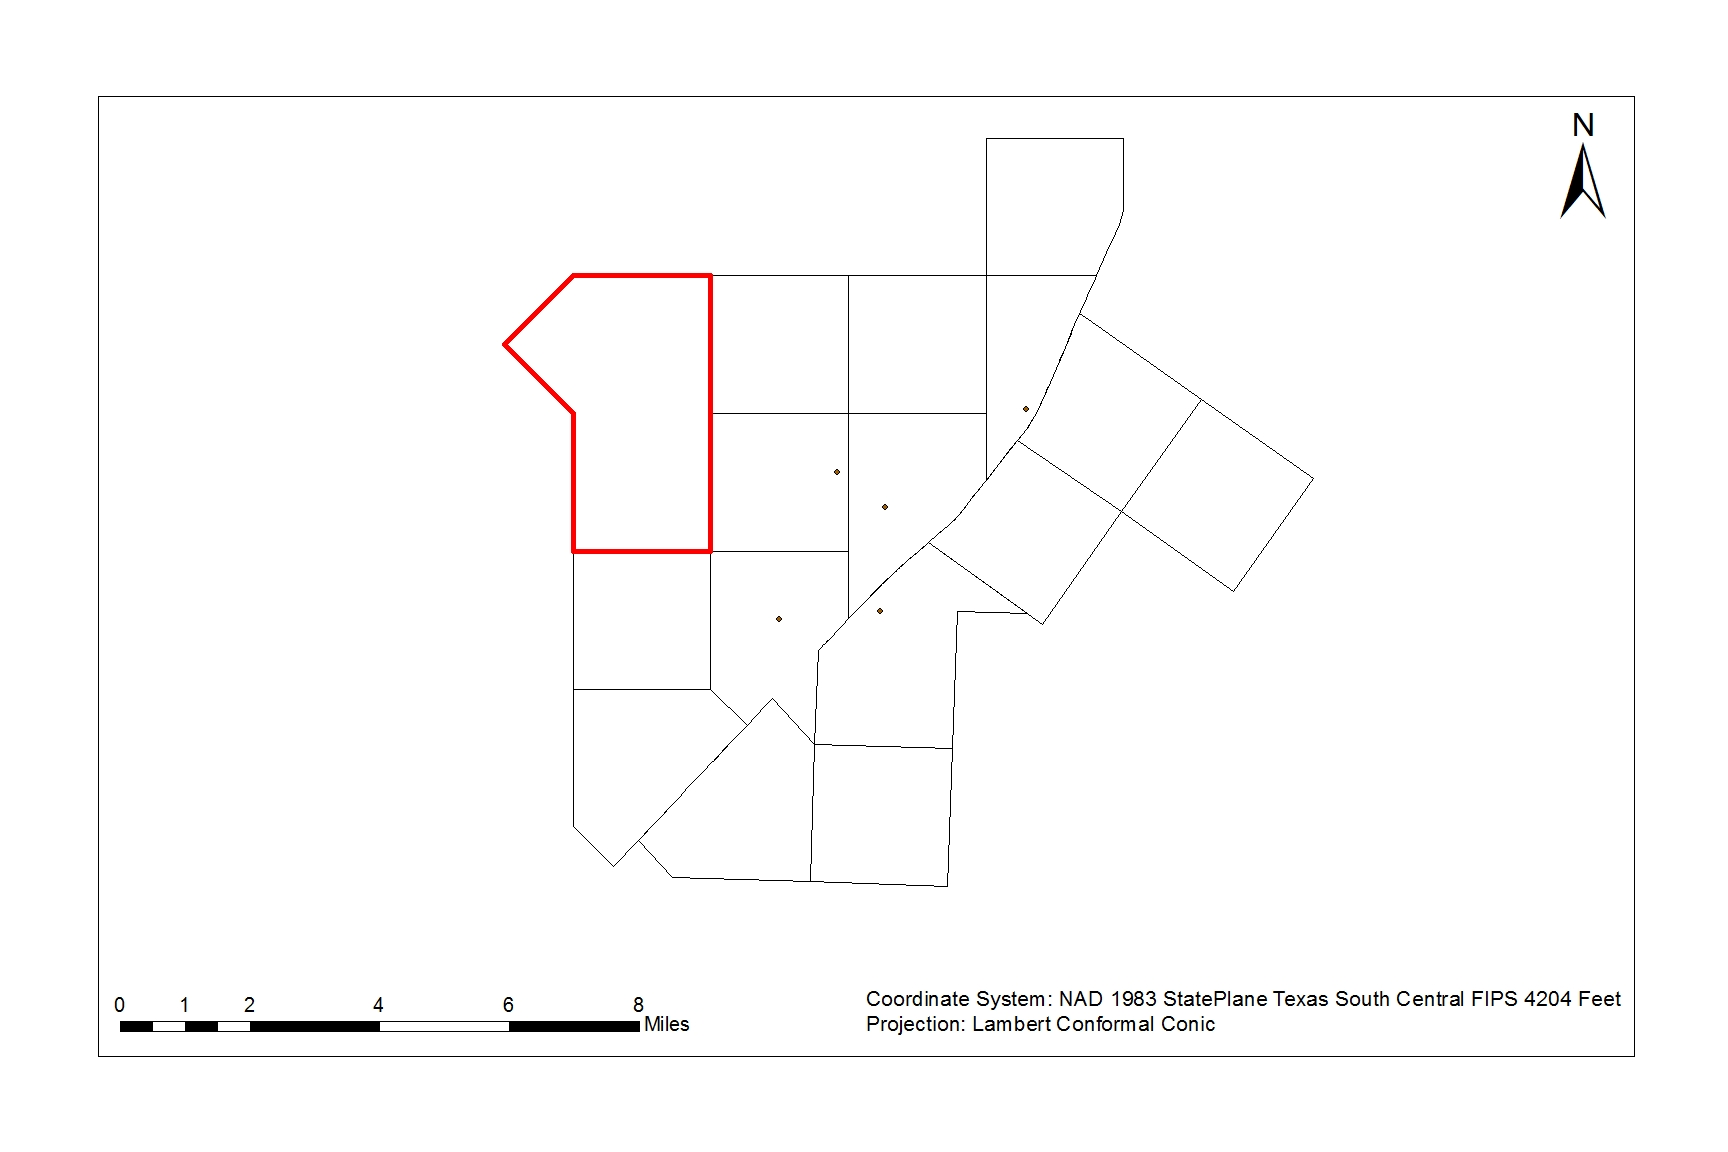 N
0 1 2 4 6 8
Miles
Coordinate System: NAD 1983 StatePlane Texas South Central FIPS 4204 Feet
Projection: Lambert Conformal Conic